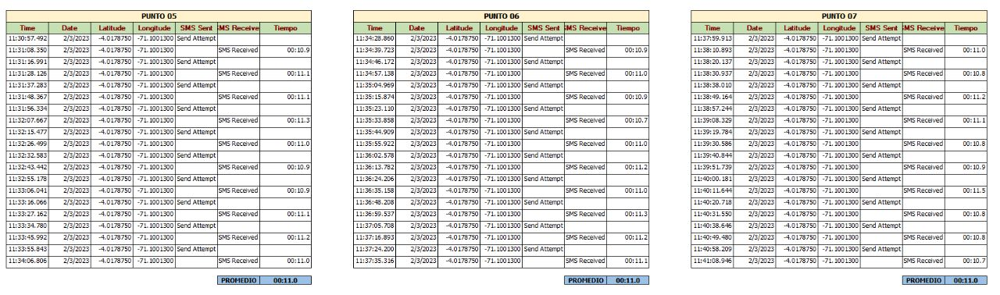 PUNTO 05
Time Date Latitude Longitude SMS Sent SMS Receive Tiempo
11:30:57.492 2/3/2023 -4.0178750 -71.1001300 Send Attempt
11:31:08.350 2/3/2023 -4.0178750 -71.1001300 SMS Received 00:10.9
11:31:16.991 2/3/2023 -4.0178750 -71.1001300 Send Attempt
11:31:28.126 2/3/2023 -4.0178750 -71.1001300 SMS Received 00:11.1
11:31:37.283 2/3/2023 -4.0178750 -71.1001300 Send Attempt
11:31:48.367 2/3/2023 -4.0178750 -71.1001300 SMS Received 00:11.1
11:31:56.334 2/3/2023 -4.0178750 -71.1001300 Send Attempt
11:32:07.667 2/3/2023 -4.0178750 -71.1001300 SMS Received 00:11.3
11:32:15.477 2/3/2023 -4.0178750 -71.1001300 Send Attempt
11:32:26.499 2/3/2023 -4.0178750 -71.1001300 SMS Received 00:11.0
11:32:32.583 2/3/2023 -4.0178750 -71.1001300 Send Attempt
11:32:43.442 2/3/2023 -4.0178750 -71.1001300 SMS Received 00:10.9
11:32:55.178 2/3/2023 -4.0178750 -71.1001300 Send Attempt
11:33:06.041 2/3/2023 -4.0178750 -71.1001300 SMS Received 00:10.9
11:33:16.066 2/3/2023 -4.0178750 -71.1001300 Send Attempt
11:33:27.162 2/3/2023 -4.0178750 -71.1001300 SMS Received 00:11.1
11:33:34.780 2/3/2023 -4.0178750 -71.1001300 Send Attempt
11:33:45.992 2/3/2023 -4.0178750 -71.1001300 SMS Received 00:11.2
11:33:55.843 2/3/2023 -4.0178750 -71.1001300 Send Attempt
11:34:06.806 2/3/2023 -4.0178750 -71.1001300 SMS Received 00:11.0
PROMEDIO 00:11.0
PUNTO 06
Time Date Latitude Longitude SMS Sent SMS Receive Tiempo
11:34:28.860 2/3/2023 -4.0178750 -71.1001300 Send Attempt
11:34:39.723 2/3/2023 -4.0178750 -71.1001300 SMS Received 00:10.9
11:34:46.172 2/3/2023 -4.0178750 -71.1001300 Send Attempt
11:34:57.138 2/3/2023 -4.0178750 -71.1001300 SMS Received 00:11.0
11:35:04.969 2/3/2023 -4.0178750 -71.1001300 Send Attempt
11:35:15.874 2/3/2023 -4.0178750 -71.1001300 SMS Received 00:10.9
11:35:23.110 2/3/2023 -4.0178750 -71.1001300 Send Attempt
11:35:33.858 2/3/2023 -4.0178750 -71.1001300 SMS Received 00:10.7
11:35:44.909 2/3/2023 -4.0178750 -71.1001300 Send Attempt
11:35:55.922 2/3/2023 -4.0178750 -71.1001300 SMS Received 00:11.0
11:36:02.578 2/3/2023 -4.0178750 -71.1001300 Send Attempt
11:36:13.782 2/3/2023 -4.0178750 -71.1001300 SMS Received 00:11.2
11:36:24.206 2/3/2023 -4.0178750 -71.1001300 Send Attempt
11:36:35.158 2/3/2023 -4.0178750 -71.1001300 SMS Received 00:11.0
11:36:48.208 2/3/2023 -4.0178750 -71.1001300 Send Attempt
11:36:59.537 2/3/2023 -4.0178750 -71.1001300 SMS Received 00:11.3
11:37:05.708 2/3/2023 -4.0178750 -71.1001300 Send Attempt
11:37:16.893 2/3/2023 -4.0178750 -71.1001300 SMS Received 00:11.2
11:37:24.200 2/3/2023 -4.0178750 -71.1001300 Send Attempt
11:37:35.316 2/3/2023 -4.0178750 -71.1001300 SMS Received 00:11.1
PROMEDIO 00:11.0
PUNTO 07
Time Date Latitude Longitude SMS Sent SMS Receive Tiempo
11:37:59.913 2/3/2023 -4.0178750 -71.1001300 Send Attempt
11:38:10.893 2/3/2023 -4.0178750 -71.1001300 SMS Received 00:11.0
11:38:20.137 2/3/2023 -4.0178750 -71.1001300 Send Attempt
11:38:30.937 2/3/2023 -4.0178750 -71.1001300 SMS Received 00:10.8
11:38:38.010 2/3/2023 -4.0178750 -71.1001300 Send Attempt
11:38:49.164 2/3/2023 -4.0178750 -71.1001300 SMS Received 00:11.2
11:38:57.244 2/3/2023 -4.0178750 -71.1001300 Send Attempt
11:39:08.329 2/3/2023 -4.0178750 -71.1001300 SMS Received 00:11.1
11:39:19.784 2/3/2023 -4.0178750 -71.1001300 Send Attempt
11:39:30.586 2/3/2023 -4.0178750 -71.1001300 SMS Received 00:10.8
11:39:40.844 2/3/2023 -4.0178750 -71.1001300 Send Attempt
11:39:51.739 2/3/2023 -4.0178750 -71.1001300 SMS Received 00:10.9
11:40:00.181 2/3/2023 -4.0178750 -71.1001300 Send Attempt
11:40:11.644 2/3/2023 -4.0178750 -71.1001300 SMS Received 00:11.5
11:40:20.718 2/3/2023 -4.0178750 -71.1001300 Send Attempt
11:40:31.550 2/3/2023 -4.0178750 -71.1001300 SMS Received 00:10.8
11:40:38.646 2/3/2023 -4.0178750 -71.1001300 Send Attempt
11:40:49.480 2/3/2023 -4.0178750 -71.1001300 SMS Received 00:10.8
11:40:58.209 2/3/2023 -4.0178750 -71.1001300 Send Attempt
11:41:08.946 2/3/2023 -4.0178750 -71.1001300 SMS Received 00:10.7
PROMEDIO 00:11.0